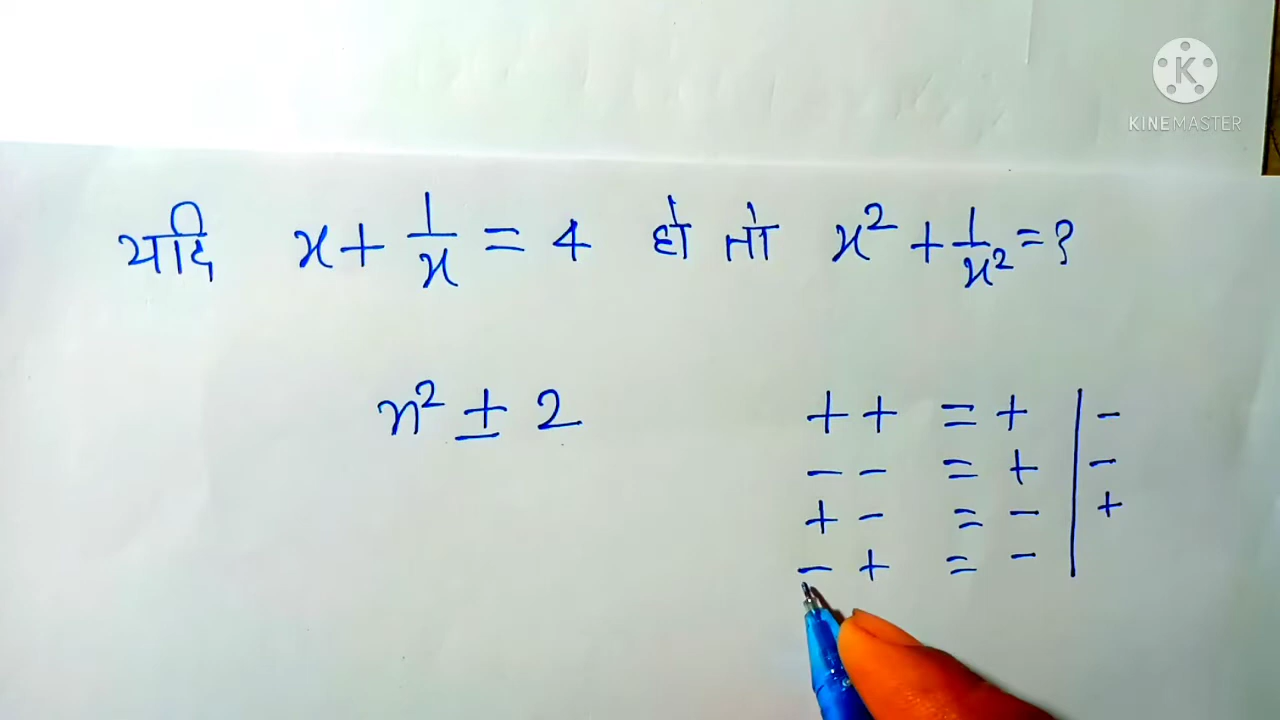 KINEMASTER
यदि x + 1/x = 4 हो तो x² + 1/x² = ?
n² ± 2
+ + = + | -
- - = + | -
+ - = - | +
- + = - |